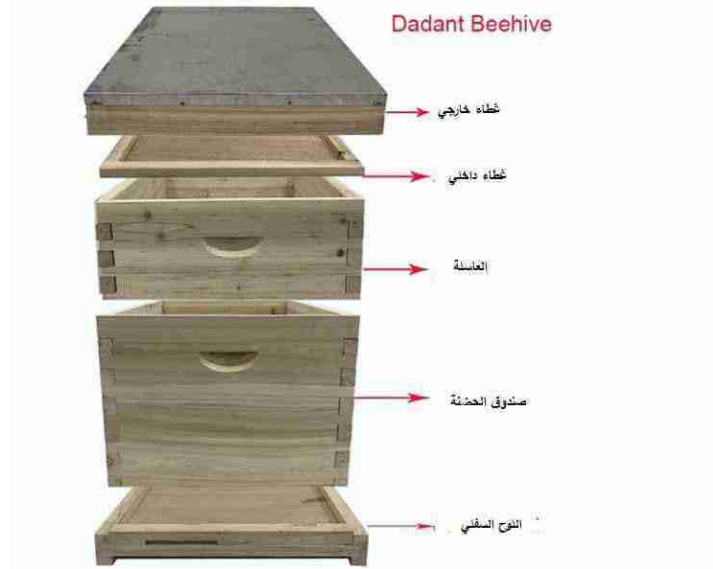 Dadant Beehive
غطاء خارجي
غطاء داخلي
العاسلة
صندوق الحضنة
اللوح السفلي